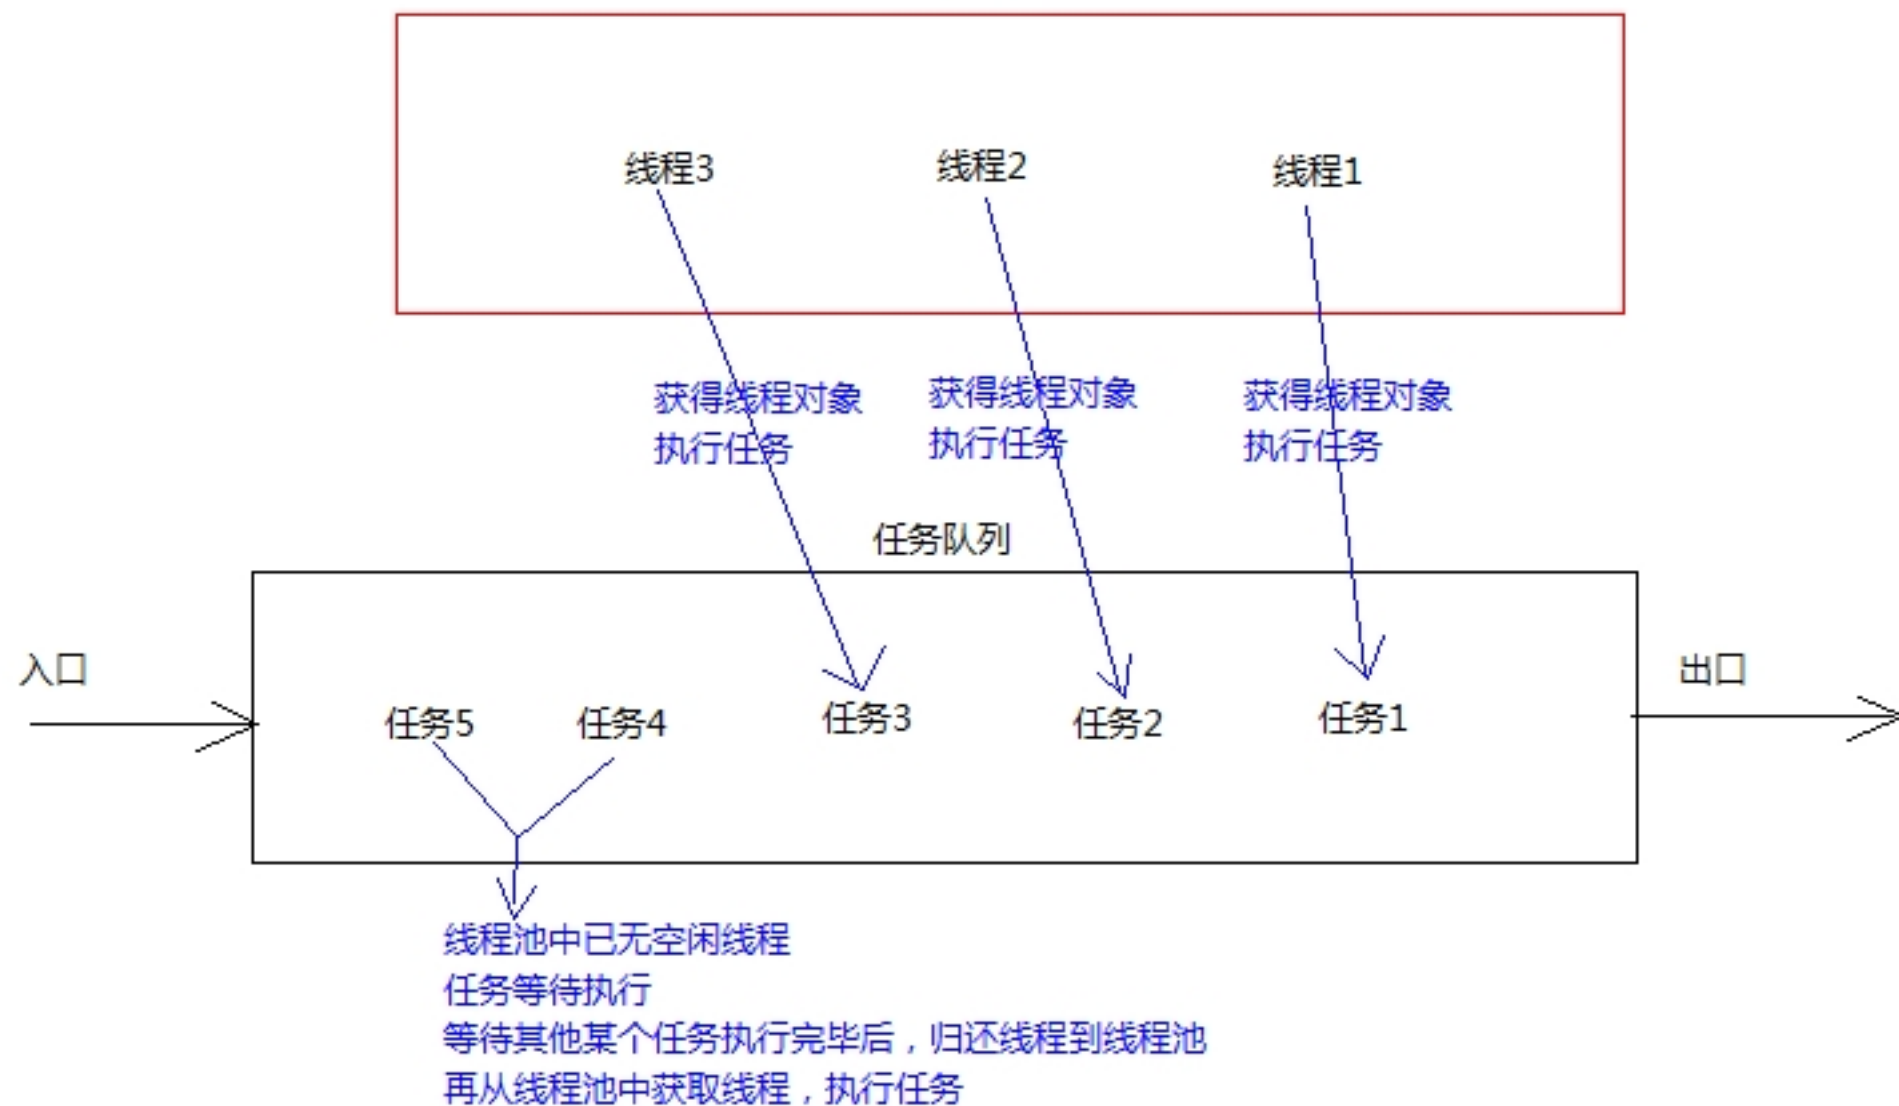 线程3
线程2
线程1
获得线程对象
执行任务
获得线程对象
执行任务
获得线程对象
执行任务
任务队列
入口
出口
任务5
任务4
任务3
任务2
任务1
线程池中已无空闲线程
任务等待执行
等待其他某个任务执行完毕后，归还线程到线程池
再从线程池中获取线程，执行任务